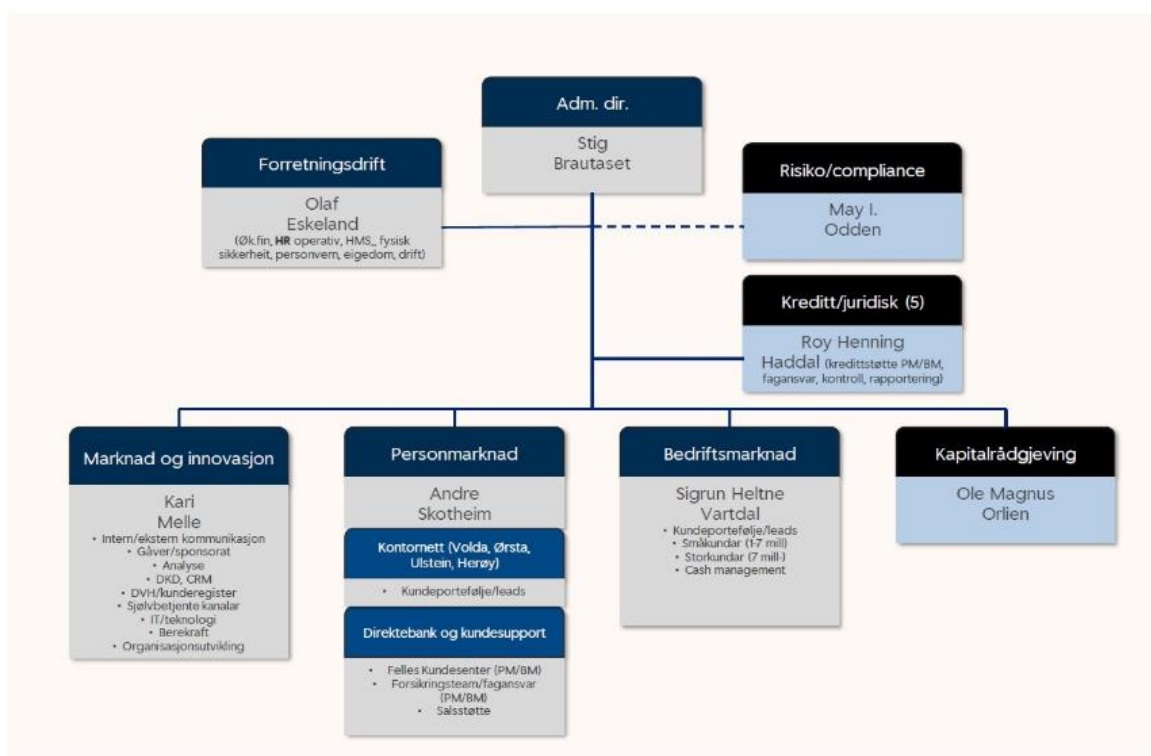 Adm. dir.
Stig
Brautaset
Forretningsdrift
Olaf
Eskeland
(Øk.fin, HR operativ, HMS,, fysisk
sikkerheit, personvern, eigedom, drift)
Risiko/compliance
May I.
Odden
Kreditt/juridisk (5)
Roy Henning
Haddal (kredittstøtte PM/BM,
fagansvar, kontroll, rapportering)
Marknad og innovasjon
Kari
Melle
• Intern/ekstern kommunikasjon
• Gåver/sponsorat
• Analyse
• DKD, CRM
• DVH/kunderegister
• Sjølvbetjente kanalar
• IT/teknologi
• Berekraft
• Organisasjonsutvikling
Personmarknad
Andre
Skotheim
Kontornett (Volda, Ørsta,
Ulstein, Herøy)
• Kundeportefølje/leads
Direktebank og kundesupport
• Felles Kundesenter (PM/BM)
• Forsikringsteam/fagansvar
(PM/BM)
• Salsstøtte
Bedriftsmarknad
Sigrun Heltne
Vartdal
• Kundeportefølje/leads
• Småkundar (1-7 mill)
• Storkundar (7 mill-)
• Cash management
Kapitalrådgjeving
Ole Magnus
Orlien